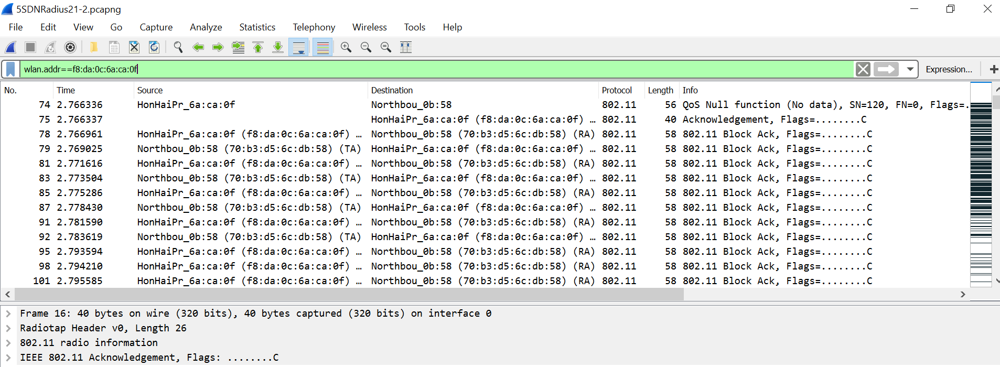 5SDNRadius21-2.pcapng
File Edit View Go Capture Analyze Statistics Telephony Wireless Tools Help
wlan.addr==f8:da:0c:6a:ca:0f Expression... +
No. Time Source Destination Protocol Length Info
74 2.766336 HonHaiPr_6a:ca:0f Northbou_0b:58 802.11 56 QoS Null function (No data), SN=120, FN=0, Flags=.
75 2.766337 HonHaiPr_6a:ca:0f (f8:da:0c:6a:ca:0f) … 802.11 40 Acknowledgement, Flags=........C
78 2.766961 HonHaiPr_6a:ca:0f (f8:da:0c:6a:ca:0f) … Northbou_0b:58 (70:b3:d5:6c:db:58) (RA) 802.11 58 802.11 Block Ack, Flags=........C
79 2.769025 Northbou_0b:58 (70:b3:d5:6c:db:58) (TA) HonHaiPr_6a:ca:0f (f8:da:0c:6a:ca:0f) … 802.11 58 802.11 Block Ack, Flags=........C
81 2.771616 HonHaiPr_6a:ca:0f (f8:da:0c:6a:ca:0f) … Northbou_0b:58 (70:b3:d5:6c:db:58) (RA) 802.11 58 802.11 Block Ack, Flags=........C
83 2.773504 Northbou_0b:58 (70:b3:d5:6c:db:58) (TA) HonHaiPr_6a:ca:0f (f8:da:0c:6a:ca:0f) … 802.11 58 802.11 Block Ack, Flags=........C
85 2.775286 HonHaiPr_6a:ca:0f (f8:da:0c:6a:ca:0f) … Northbou_0b:58 (70:b3:d5:6c:db:58) (RA) 802.11 58 802.11 Block Ack, Flags=........C
87 2.778430 Northbou_0b:58 (70:b3:d5:6c:db:58) (TA) HonHaiPr_6a:ca:0f (f8:da:0c:6a:ca:0f) … 802.11 58 802.11 Block Ack, Flags=........C
91 2.781590 HonHaiPr_6a:ca:0f (f8:da:0c:6a:ca:0f) … Northbou_0b:58 (70:b3:d5:6c:db:58) (RA) 802.11 58 802.11 Block Ack, Flags=........C
92 2.783619 Northbou_0b:58 (70:b3:d5:6c:db:58) (TA) HonHaiPr_6a:ca:0f (f8:da:0c:6a:ca:0f) … 802.11 58 802.11 Block Ack, Flags=........C
95 2.793594 HonHaiPr_6a:ca:0f (f8:da:0c:6a:ca:0f) … Northbou_0b:58 (70:b3:d5:6c:db:58) (RA) 802.11 58 802.11 Block Ack, Flags=........C
98 2.794210 HonHaiPr_6a:ca:0f (f8:da:0c:6a:ca:0f) … Northbou_0b:58 (70:b3:d5:6c:db:58) (RA) 802.11 58 802.11 Block Ack, Flags=........C
101 2.795585 HonHaiPr_6a:ca:0f (f8:da:0c:6a:ca:0f) … Northbou_0b:58 (70:b3:d5:6c:db:58) (RA) 802.11 58 802.11 Block Ack, Flags=........C
Frame 16: 40 bytes on wire (320 bits), 40 bytes captured (320 bits) on interface 0
Radiotap Header v0, Length 26
802.11 radio information
IEEE 802.11 Acknowledgement, Flags: ........C